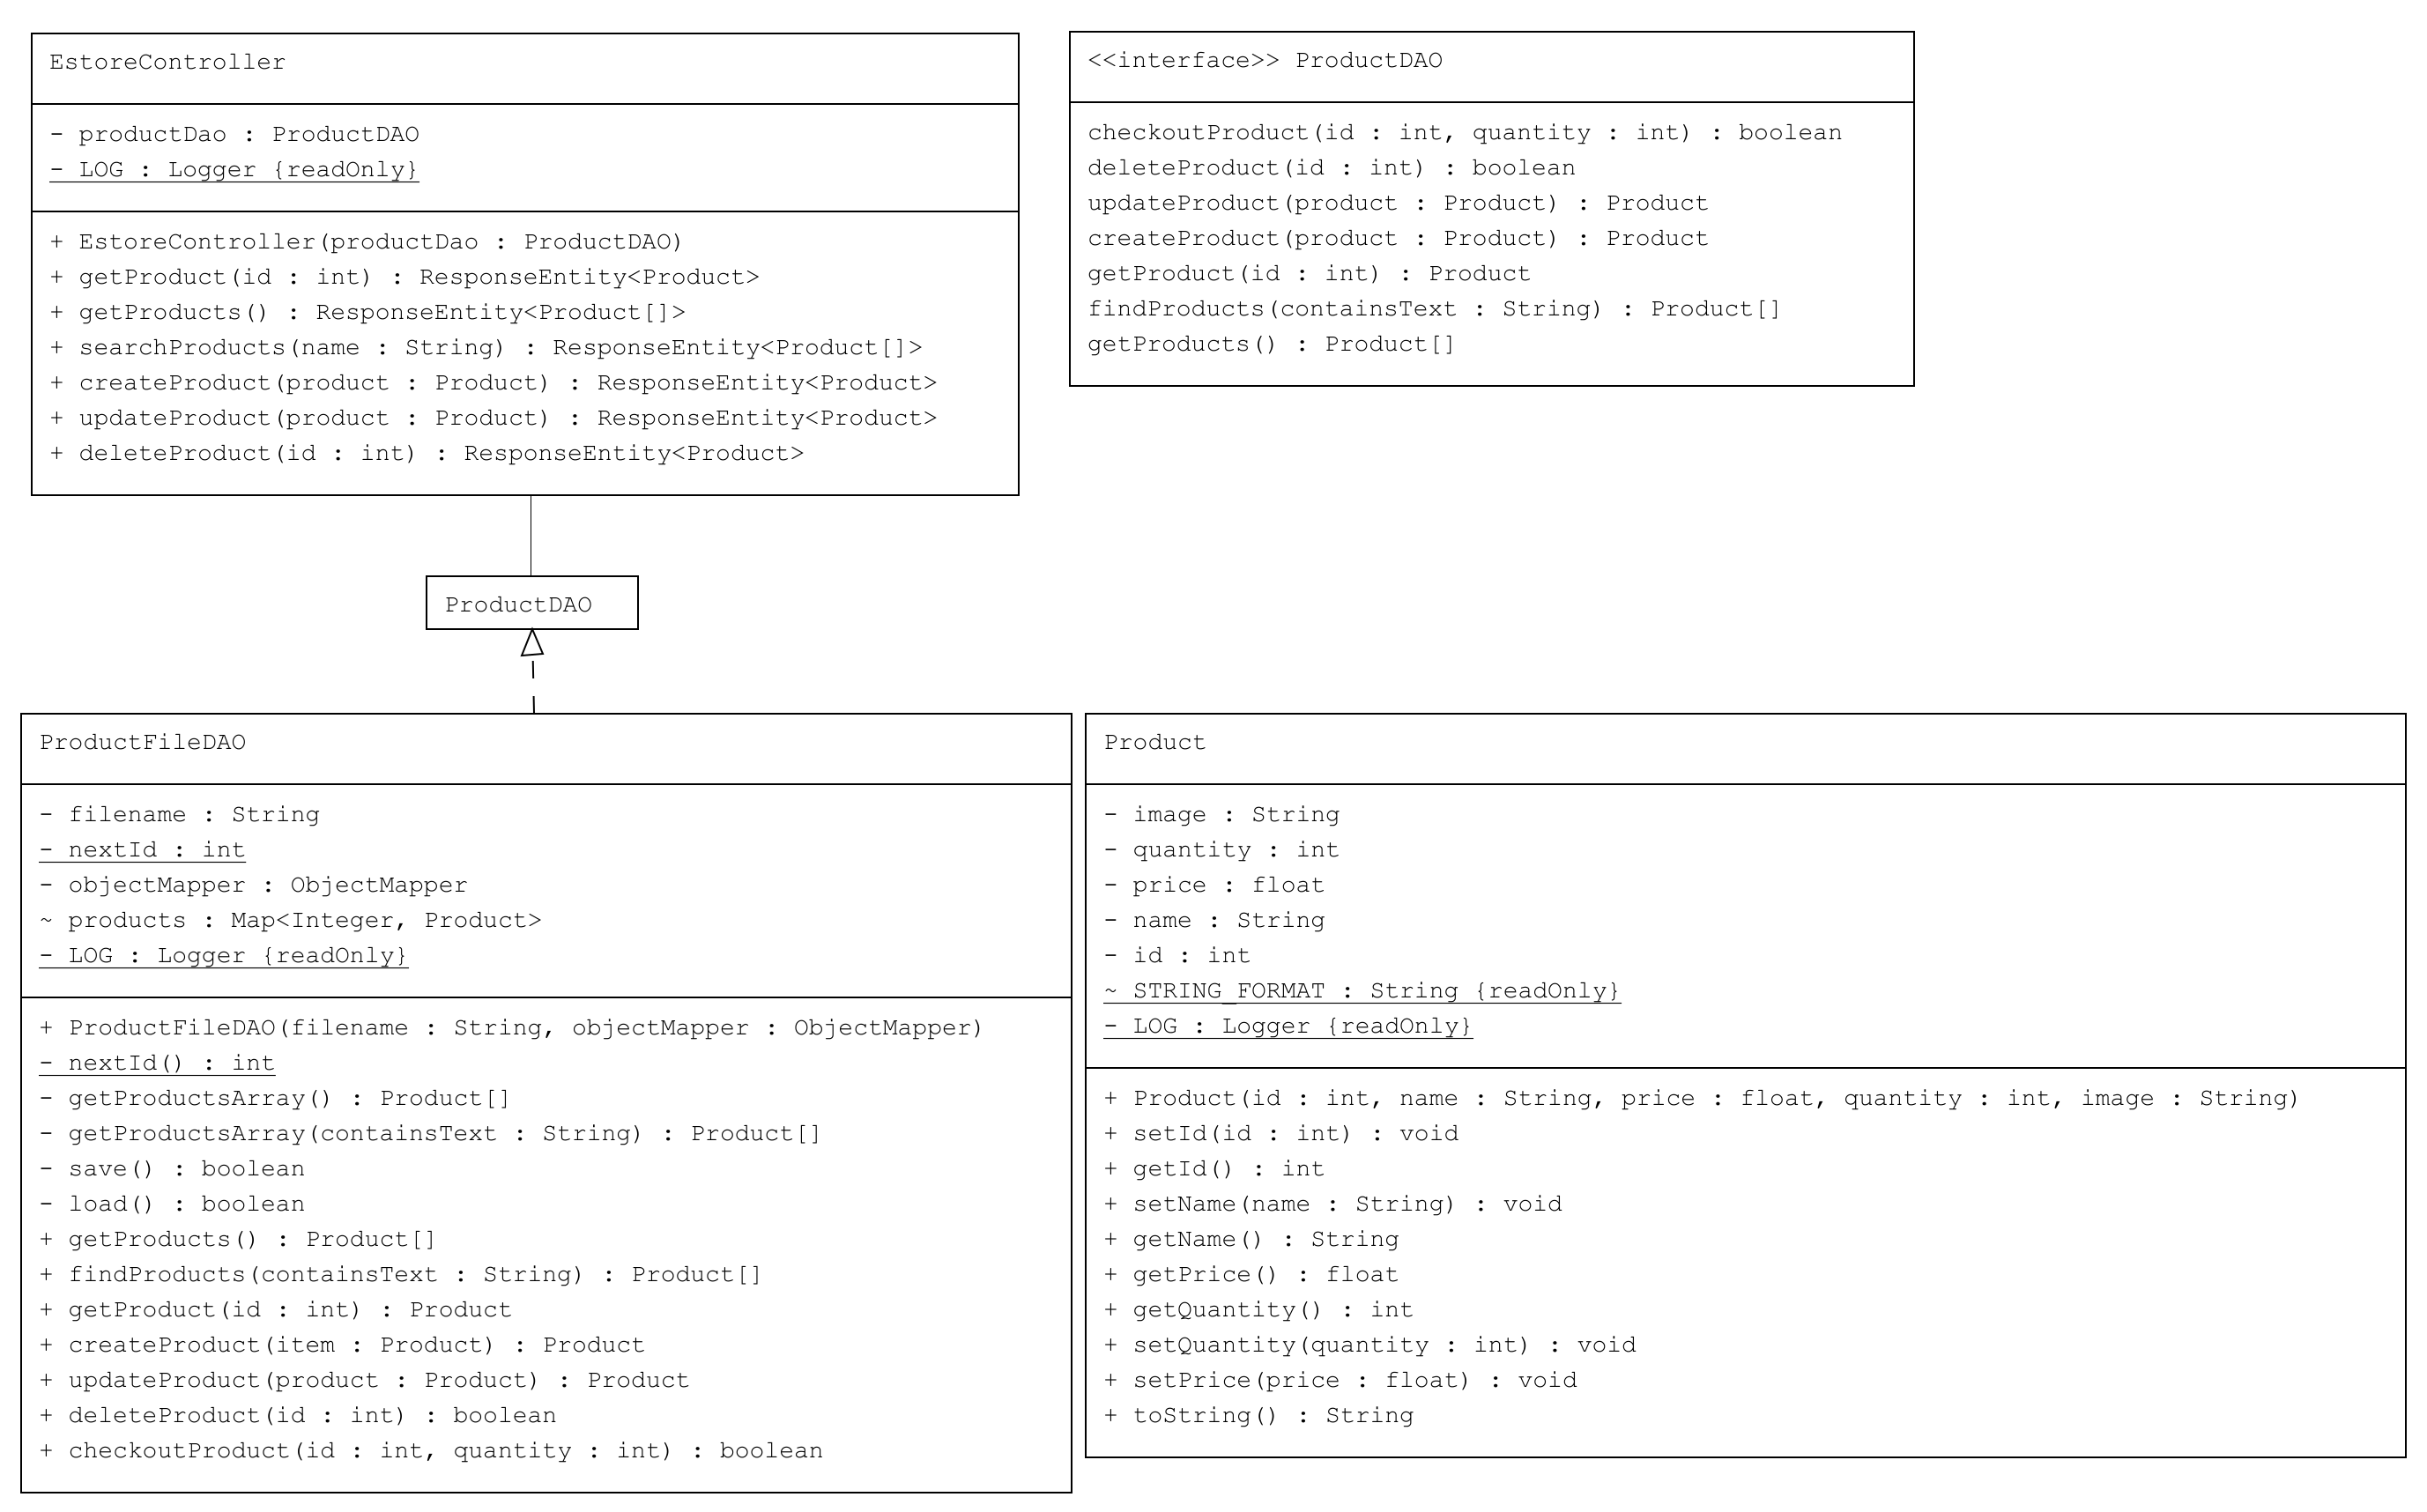 EstoreController
- productDao : ProductDAO
- LOG : Logger {readOnly}
+ EstoreController(productDao : ProductDAO)
+ getProduct(id : int) : ResponseEntity<Product>
+ getProducts() : ResponseEntity<Product[]>
+ searchProducts(name : String) : ResponseEntity<Product[]>
+ createProduct(product : Product) : ResponseEntity<Product>
+ updateProduct(product : Product) : ResponseEntity<Product>
+ deleteProduct(id : int) : ResponseEntity<Product>
<<interface>> ProductDAO
checkoutProduct(id : int, quantity : int) : boolean
deleteProduct(id : int) : boolean
updateProduct(product : Product) : Product
createProduct(product : Product) : Product
getProduct(id : int) : Product
findProducts(containsText : String) : Product[]
getProducts() : Product[]
ProductDAO
ProductFileDAO
- filename : String
- nextId : int
- objectMapper : ObjectMapper
~ products : Map<Integer, Product>
- LOG : Logger {readOnly}
+ ProductFileDAO(filename : String, objectMapper : ObjectMapper)
- nextId() : int
- getProductsArray() : Product[]
- getProductsArray(containsText : String) : Product[]
- save() : boolean
- load() : boolean
+ getProducts() : Product[]
+ findProducts(containsText : String) : Product[]
+ getProduct(id : int) : Product
+ createProduct(item : Product) : Product
+ updateProduct(product : Product) : Product
+ deleteProduct(id : int) : boolean
+ checkoutProduct(id : int, quantity : int) : boolean
Product
- image : String
- quantity : int
- price : float
- name : String
- id : int
~ STRING_FORMAT : String {readOnly}
- LOG : Logger {readOnly}
+ Product(id : int, name : String, price : float, quantity : int, image : String)
+ setId(id : int) : void
+ getId() : int
+ setName(name : String) : void
+ getName() : String
+ getPrice() : float
+ getQuantity() : int
+ setQuantity(quantity : int) : void
+ setPrice(price : float) : void
+ toString() : String